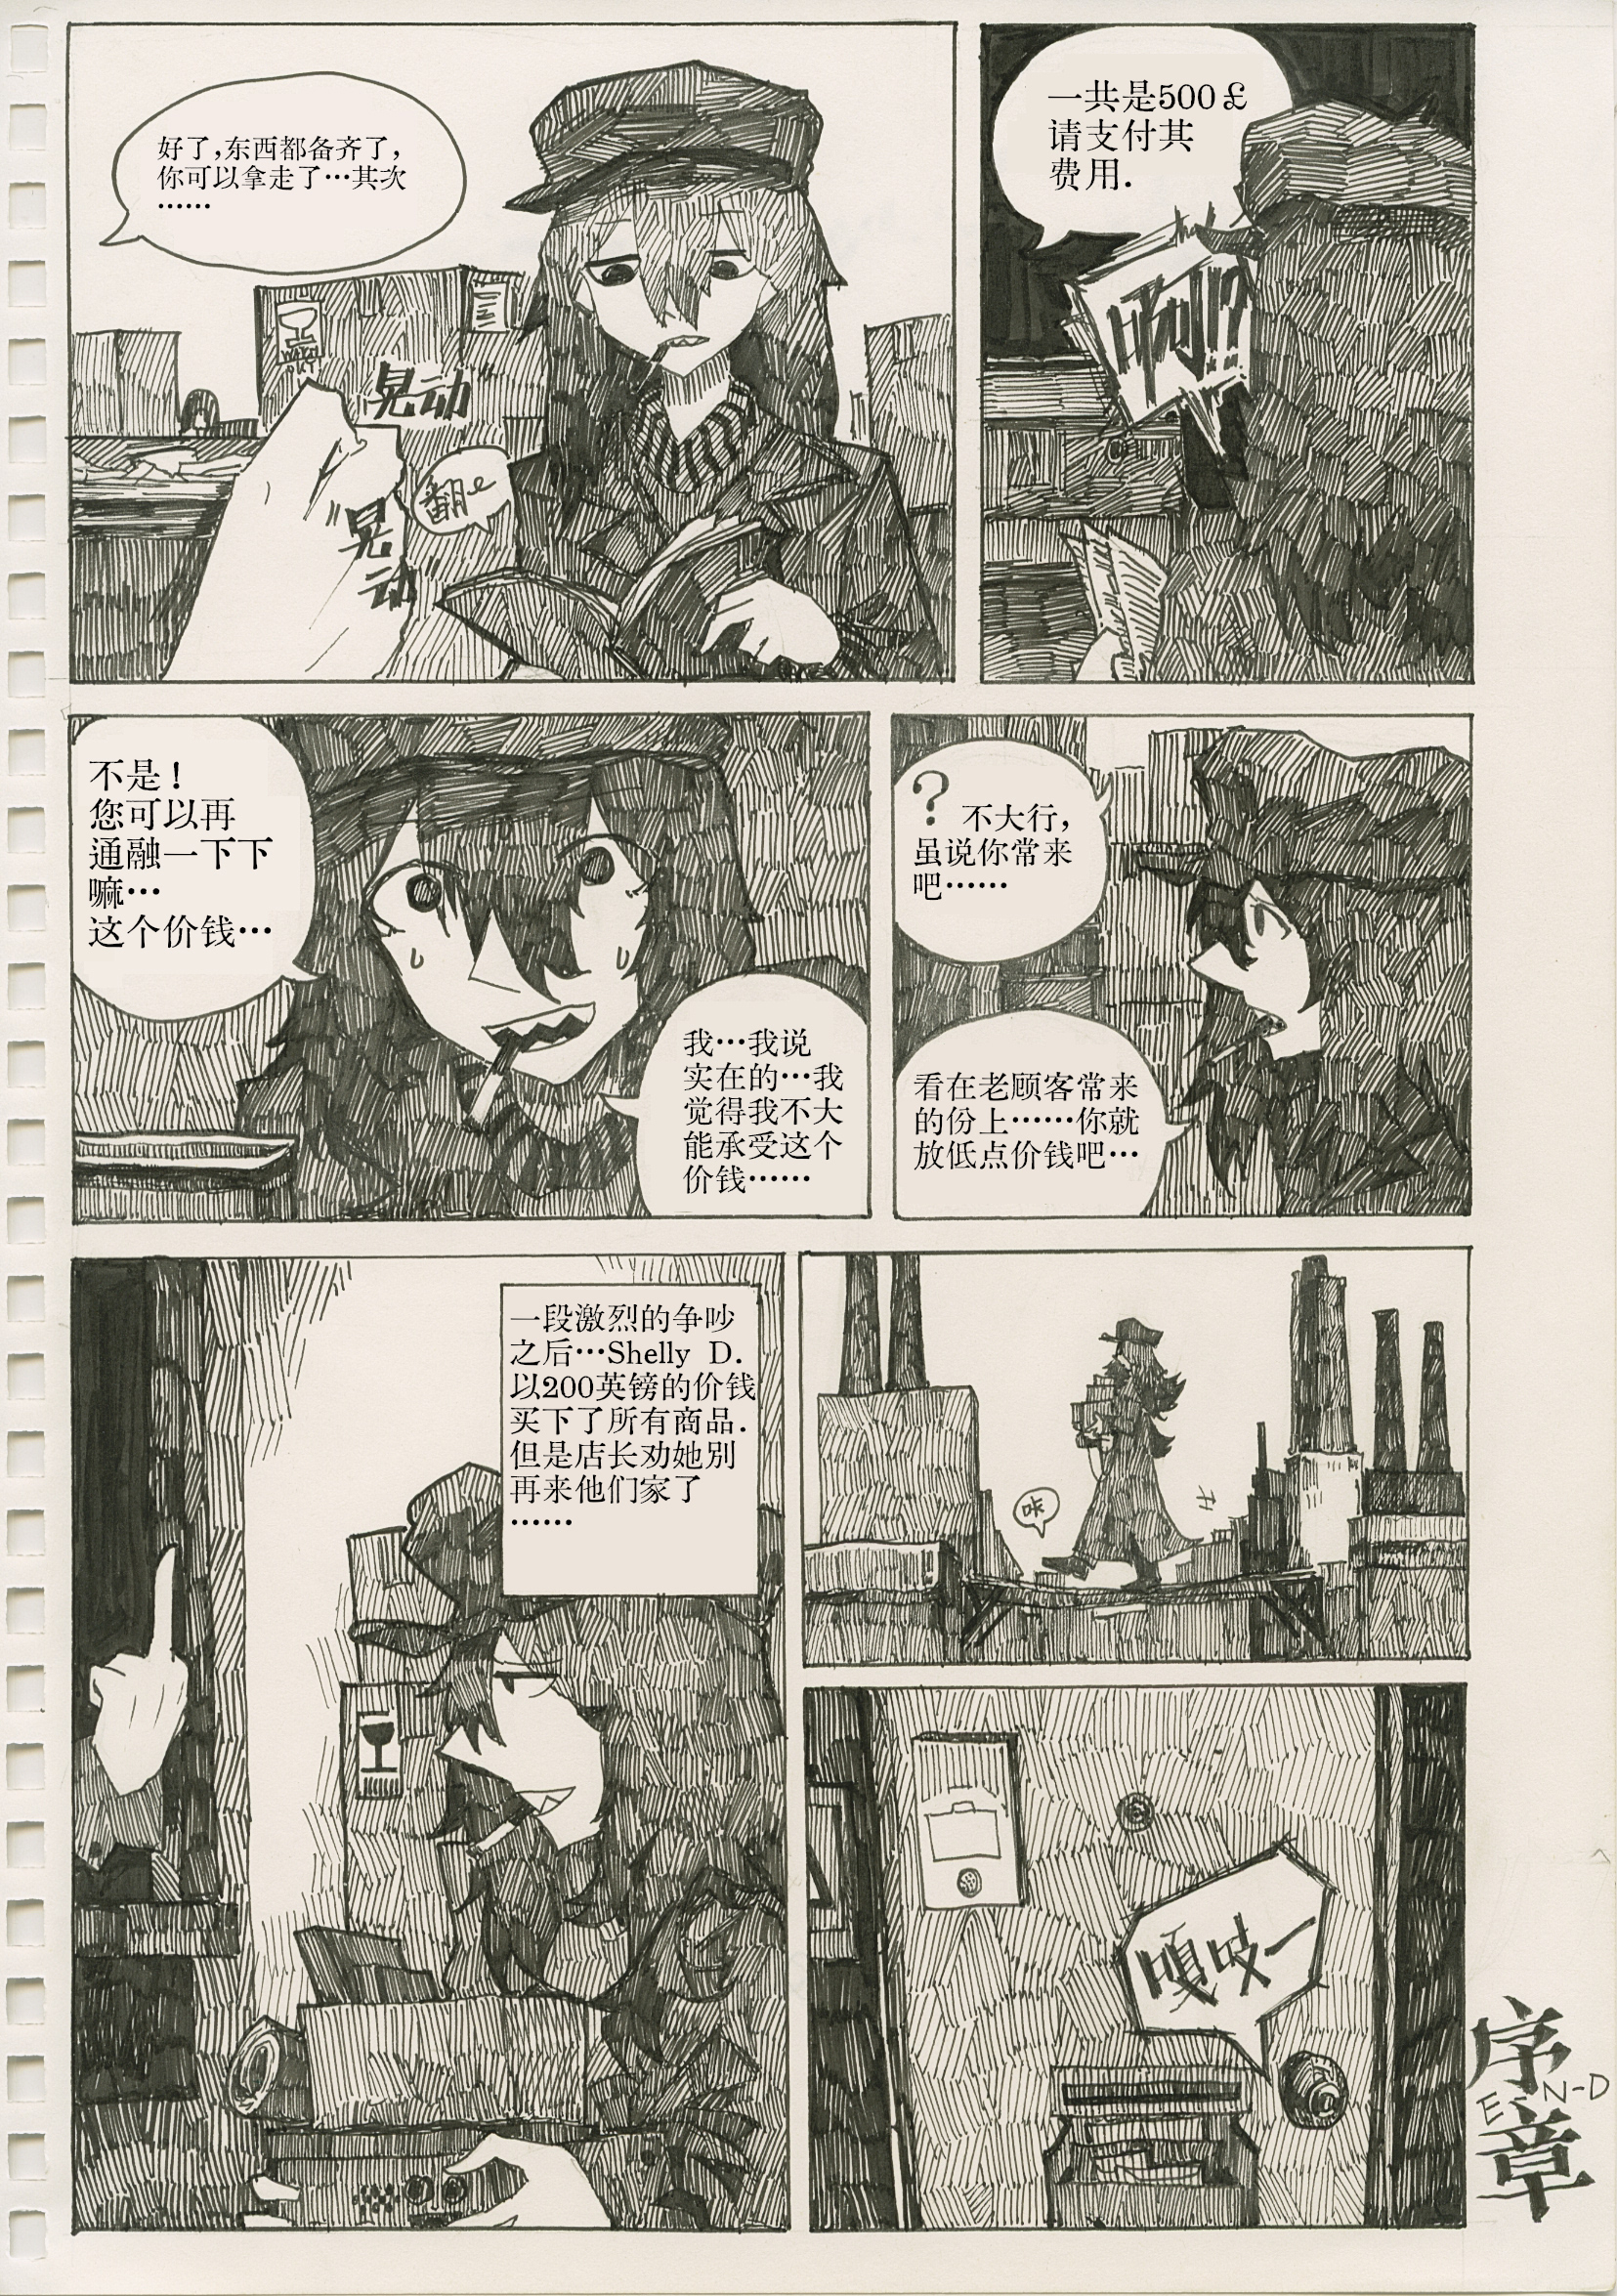 好了,东西都备齐了,
你可以拿走了…其次
……
晃动
晃
动
翻
一共是500£
请支付其
费用.
啊!?
不是!
您可以再
通融一下下
嘛…
这个价钱…
我…我说
实在的…我
觉得我不大
能承受这个
价钱……
? 不大行,
虽说你常来
吧……
看在老顾客常来
的份上……你就
放低点价钱吧…
一段激烈的争吵
之后…Shelly D.
以200英镑的价钱
买下了所有商品.
但是店长劝她别
再来他们家了
……
咔
嘎吱一
序
E-N-D
章